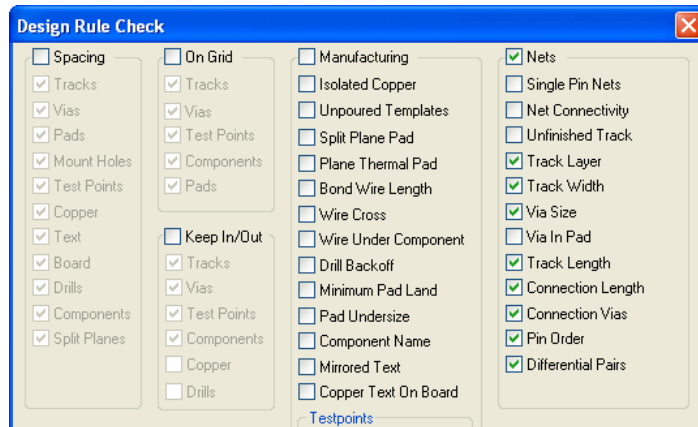 Design Rule Check
Spacing
Tracks
Vias
Pads
Mount Holes
Test Points
Copper
Text
Board
Drills
Components
Split Planes
On Grid
Tracks
Vias
Test Points
Components
Pads
Keep In/Out
Tracks
Vias
Test Points
Components
Copper
Drills
Manufacturing
Isolated Copper
Unpoured Templates
Split Plane Pad
Plane Thermal Pad
Bond Wire Length
Wire Cross
Wire Under Component
Drill Backoff
Minimum Pad Land
Pad Undersize
Component Name
Mirrored Text
Copper Text On Board
Testpoints
Nets
Single Pin Nets
Net Connectivity
Unfinished Track
Track Layer
Track Width
Via Size
Via In Pad
Track Length
Connection Length
Connection Vias
Pin Order
Differential Pairs